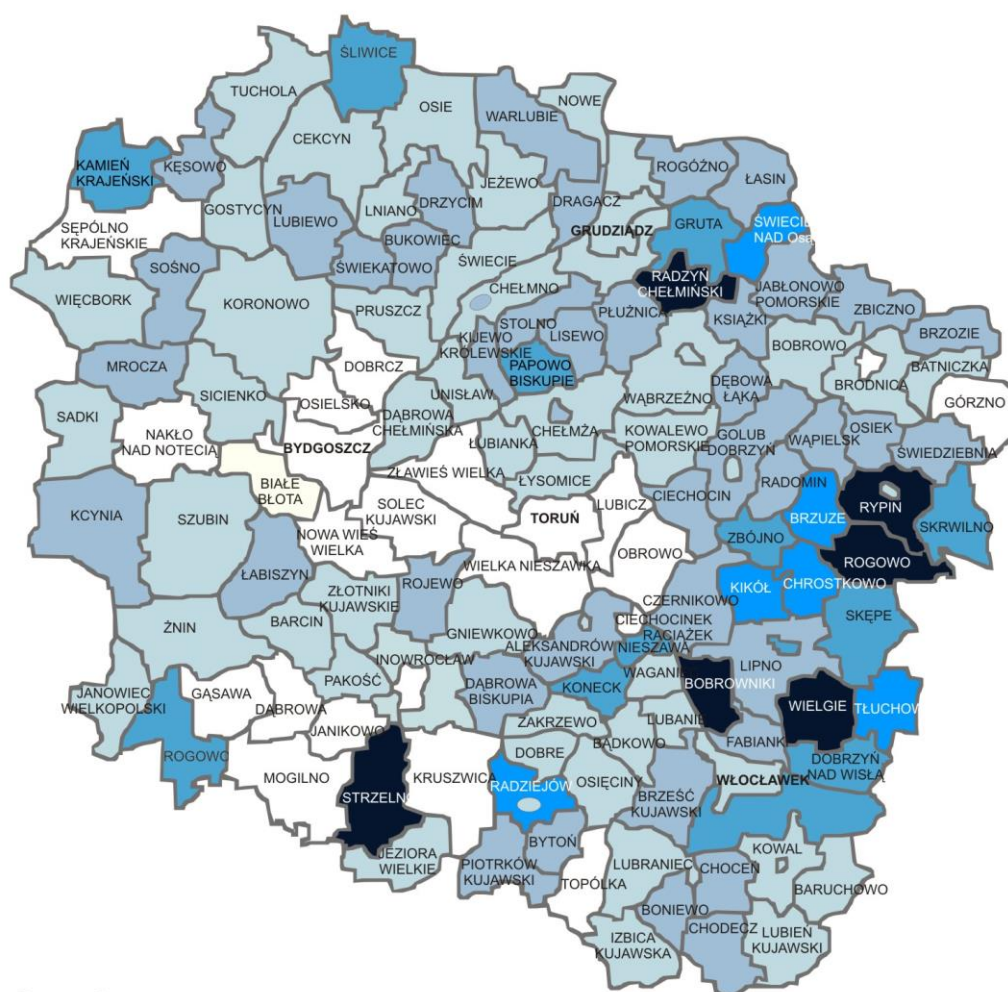 ŚLIWICE
TUCHOLA
OSIE
NOWE
WARLUBIE
CEKCYN
KAMIEŃ
KRAJEŃSKI
KĘSOWO
ROGÓŹNO
ŁASIN
JEŻEWO
LNIANO
DRZYCIM
DRAGACZ
GOSTYCYN
LUBIEWO
SĘPÓLNO
KRAJEŃSKIE
GRUDZIĄDZ
GRUTA
ŚWIECIE
NAD Osą
BUKOWIEC
ŚWIEKATOWO
ŚWIECIE
SOŚNO
RADZYŃ
CHEŁMIŃSKI
JABŁONOWO
POMORSKIE
WIĘCBORK
KORONOWO
CHEŁMNO
ZBICZNO
PRUSZCZ
PŁUŻNICA
KSIĄŻKI
STOLNO
LISEWO
BRZOZIE
KIJEWO
KRÓLEWSKIE
BOBROWO
MROCZA
DOBRCZ
PAPOWO
BISKUPIE
BATNICZKA
BRODNICA
DĘBOWA
ŁĄKA
UNISŁAW
SICIENKO
OSIELSKO
WĄBRZEŹNO
GÓRZNO
SADKI
DĄBROWA
CHEŁMIŃSKA
CHEŁMŻA
KOWALEWO
POMORSKIE
GOLUB
DOBRZYŃ
WĄPIELSK
OSIEK
NAKŁO
NAD NOTECIĄ
BYDGOSZCZ
ŁUBIANKA
ŚWIEDZIEBNIA
ZŁAWIEŚ WIELKA
ŁYSOMICE
BIAŁE
BŁOTA
RADOMIN
CIECHOCIN
LUBICZ
RYPIN
KCYNIA
SZUBIN
SOLEC
KUJAWSKI
TORUŃ
BRZUZE
SKRWILNO
NOWA WIEŚ
WIELKA
ZBÓJNO
OBROWO
ROGOWO
WIELKA NIESZAWKA
ŁABISZYN
ROJEWO
KIKÓŁ
CHROSTKOWO
ZŁOTNIKI
KUJAWSKIE
CZERNIKOWO
BARCIN
CIECHOCINEK
RACIĄŻEK
SKĘPE
ŻNIN
GNIEWKOWO
ALEKSANDRÓW
KUJAWSKI
NIESZAWA
INOWROCŁAW
LIPNO
WAGANIE
PAKOŚĆ
DĄBROWA
BISKUPIA
KONECK
BOBROWNIKI
JANOWIEC
WIELKOPOLSKI
GĄSAWA
DĄBROWA
WIELGIE
TŁUCHOW
ZAKRZEWO
LUBANIE
JANIKOWO
FABIANKI
ROGOWO
DOBRE
BĄDKOWO
DOBRZYŃ
NAD WISŁĄ
MOGILNO
KRUSZWICA
RADZIEJÓW
OSIĘCINY
WŁOCŁAWEK
STRZELNO
BRZEŚĆ
KUJAWSKI
BYTOŃ
KOWAL
JEZIORA
WIELKIE
PIOTRKÓW
KUJAWSKI
LUBRANIEC
CHOCEŃ
TOPÓLKA
BARUCHOWO
BONIEWO
CHODECZ
LUBIEŃ
KUJAWSKI
IZBICA
KUJAWSKA